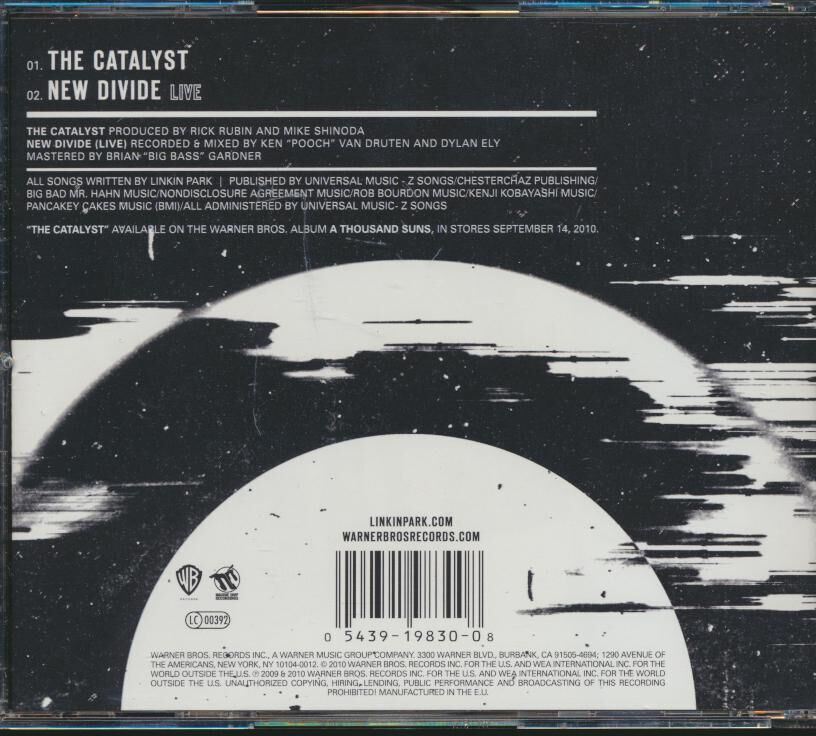 01. THE CATALYST
02. NEW DIVIDE LIVE
THE CATALYST PRODUCED BY RICK RUBIN AND MIKE SHINODA
NEW DIVIDE (LIVE) RECORDED & MIXED BY KEN “POOCH” VAN DRUTEN AND DYLAN ELY
MASTERED BY BRIAN “BIG BASS” GARDNER
ALL SONGS WRITTEN BY LINKIN PARK | PUBLISHED BY UNIVERSAL MUSIC - Z SONGS/CHESTERCHAZ PUBLISHING/
BIG BAD MR. HAHN MUSIC/NONDISCLOSURE AGREEMENT MUSIC/ROB BOURDON MUSIC/KENJI KOBAYASHI MUSIC/
PANCAKEY CAKES MUSIC (BMI)/ALL ADMINISTERED BY UNIVERSAL MUSIC - Z SONGS
“THE CATALYST” AVAILABLE ON THE WARNER BROS. ALBUM A THOUSAND SUNS, IN STORES SEPTEMBER 14, 2010.
LINKINPARK.COM
WARNERBROSRECORDS.COM
WB
LC 00392
0 5439-19830-0 8
WARNER BROS. RECORDS INC., A WARNER MUSIC GROUP COMPANY. 3300 WARNER BLVD., BURBANK, CA 91505-4694; 1290 AVENUE OF
THE AMERICANS, NEW YORK, NY 10104-0012. © 2010 WARNER BROS. RECORDS INC. FOR THE U.S. AND WEA INTERNATIONAL INC. FOR THE
WORLD OUTSIDE THE U.S. ℗ 2009 & 2010 WARNER BROS. RECORDS INC. FOR THE U.S. AND WEA INTERNATIONAL INC. FOR THE WORLD
OUTSIDE THE U.S. UNAUTHORIZED COPYING, HIRING, LENDING, PUBLIC PERFORMANCE AND BROADCASTING OF THIS RECORDING
PROHIBITED! MANUFACTURED IN THE E.U.